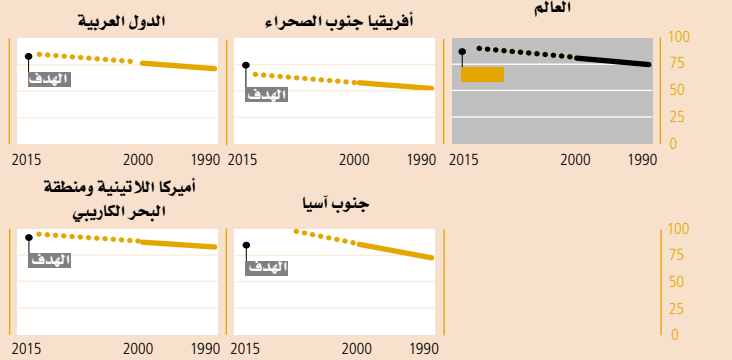 العالم
أفريقيا جنوب الصحراء
الدول العربية
100
75
50
25
0
الهدف
الهدف
1990 2000 2015
1990 2000 2015
1990 2000 2015
جنوب آسيا
أميركا اللاتينية ومنطقة
البحر الكاريبي
100
75
50
25
0
الهدف
الهدف
1990 2000 2015
1990 2000 2015